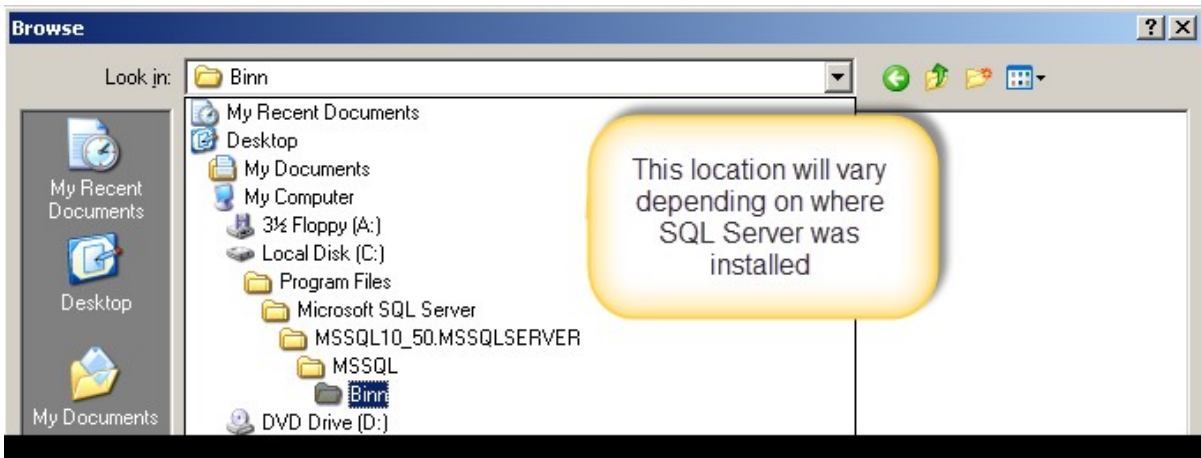 Browse
Look in:
Binn
My Recent Documents
Desktop
My Documents
My Computer
3½ Floppy (A:)
Local Disk (C:)
Program Files
Microsoft SQL Server
MSSQL10_50.MSSQLSERVER
MSSQL
Binn
DVD Drive (D:)
My Recent
Documents
Desktop
My Documents
This location will vary
depending on where
SQL Server was
installed